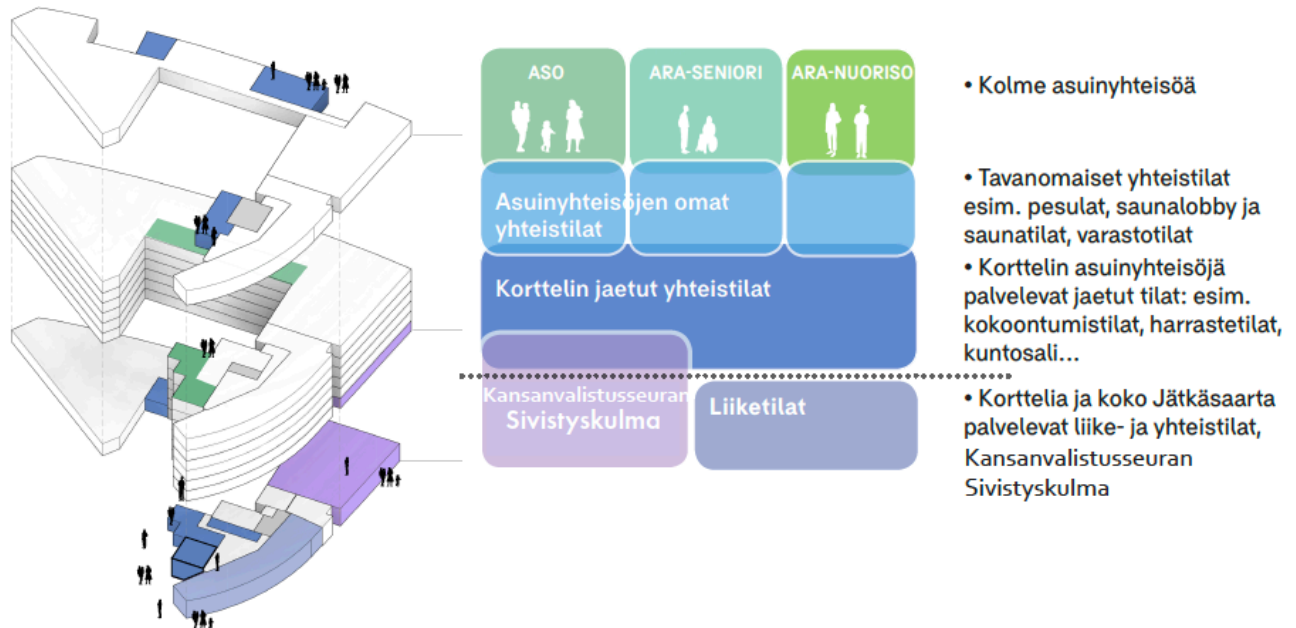 ASO
ARA-SENIORI
ARA-NUORISO
Asuinyhteisöjen omat
yhteistilat
Korttelin jaetut yhteistilat
Kansanvalistusseuran
Sivistyskulma
Liiketilat
• Kolme asuinyhteisöä
• Tavanomaiset yhteistilat
esim. pesulat, saunalobby ja
saunatilat, varastotilat
• Korttelin asuinyhteisöjä
palvelevat jaetut tilat: esim.
kokoontumistilat, harrastetilat,
kuntosali...
• Korttelia ja koko Jätkäsaarta
palvelevat liike- ja yhteistilat,
Kansanvalistusseuran
Sivistyskulma